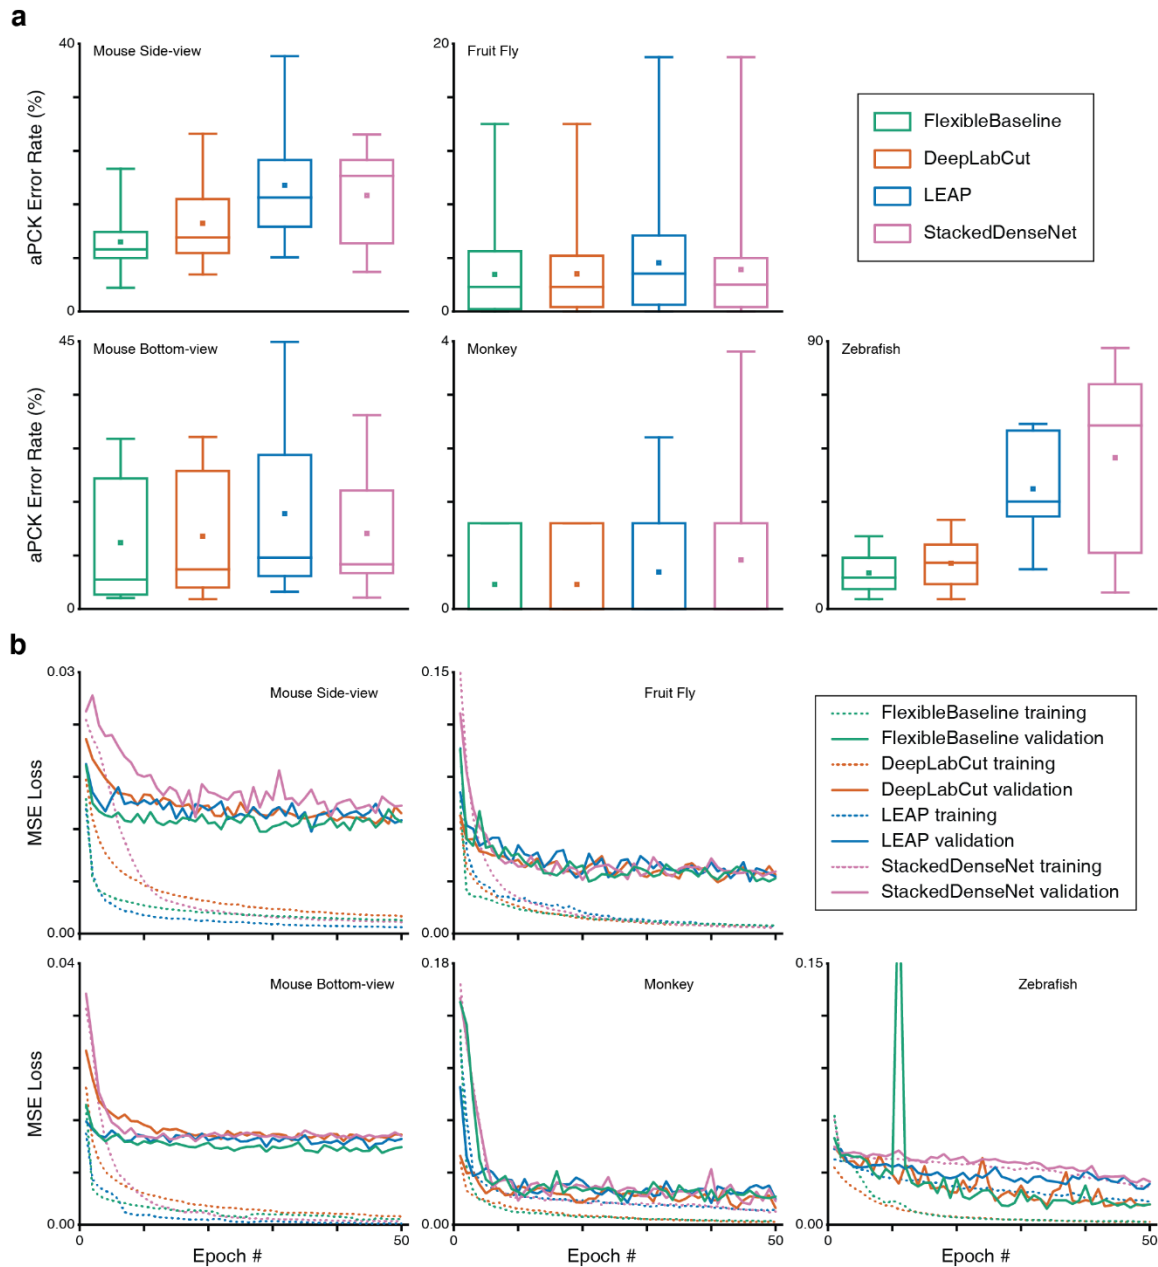 a
40
Mouse Side-view
aPCK Error Rate (%)
0
20
Fruit Fly
0
FlexibleBaseline
DeepLabCut
LEAP
StackedDenseNet
45
Mouse Bottom-view
aPCK Error Rate (%)
0
4
Monkey
0
90
Zebrafish
0
b
0.03
Mouse Side-view
MSE Loss
0.00
0.15
Fruit Fly
0.00
FlexibleBaseline training
FlexibleBaseline validation
DeepLabCut training
DeepLabCut validation
LEAP training
LEAP validation
StackedDenseNet training
StackedDenseNet validation
0.04
Mouse Bottom-view
MSE Loss
0.00
0
Epoch #
50
0.18
Monkey
0.00
0
Epoch #
50
0.15
Zebrafish
0.00
0
Epoch #
50